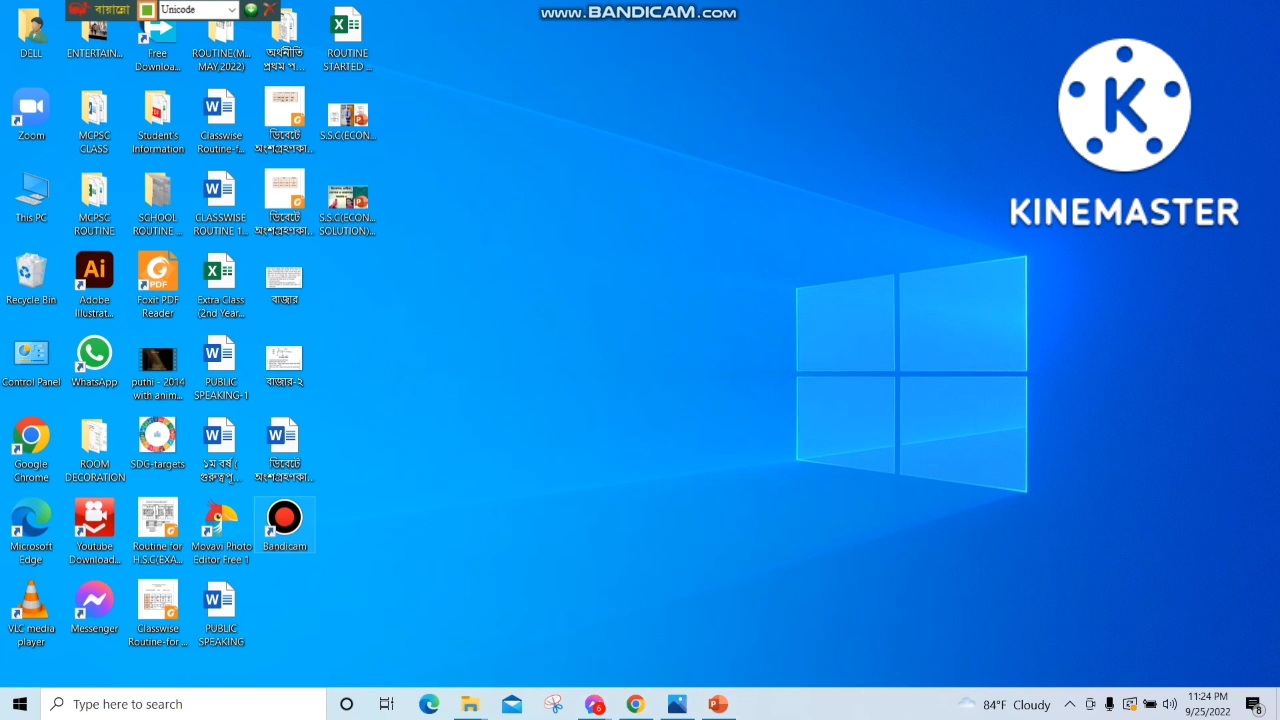 বায়ান্নো
Unicode
www.BANDICAM.com
DELL
ENTERTAIN...
Free
Downloa...
ROUTINE(M...
MAY,2022)
অর্থনীতি
প্রথম প...
ROUTINE
STARTED ...
Zoom
MCPSC
CLASS
Student's
Information
Classwise
Routine-f...
ডিবেটে
অংশগ্রহণকা...
S.S.C(ECON...
This PC
MCPSC
ROUTINE
SCHOOL
ROUTINE ...
CLASSWISE
ROUTINE 1...
ডিবেটে
অংশগ্রহণকা...
S.S.C(ECON...
SOLUTION)...
K
KINEMASTER
Recycle Bin
Adobe
Illustrat...
Ai
Foxit PDF
Reader
PDF
Extra Class
(2nd Year...
বাজার
Control Panel
WhatsApp
puthi - 2014
with anim...
PUBLIC
SPEAKING-1
বাজার-২
Google
Chrome
ROOM
DECORATION
SDG-targets
১ম বর্ষ (
গুরুত্বপূ...
ডিবেটে
অংশগ্রহণকা...
Microsoft
Edge
Youtube
Download...
Routine for
H.S.C(EXA...
Movavi Photo
Editor Free 1
Bandicam
VLC media
player
Messenger
Classwise
Routine-for ...
PUBLIC
SPEAKING
Type here to search
84°F Cloudy
11:24 PM
9/25/2022
8